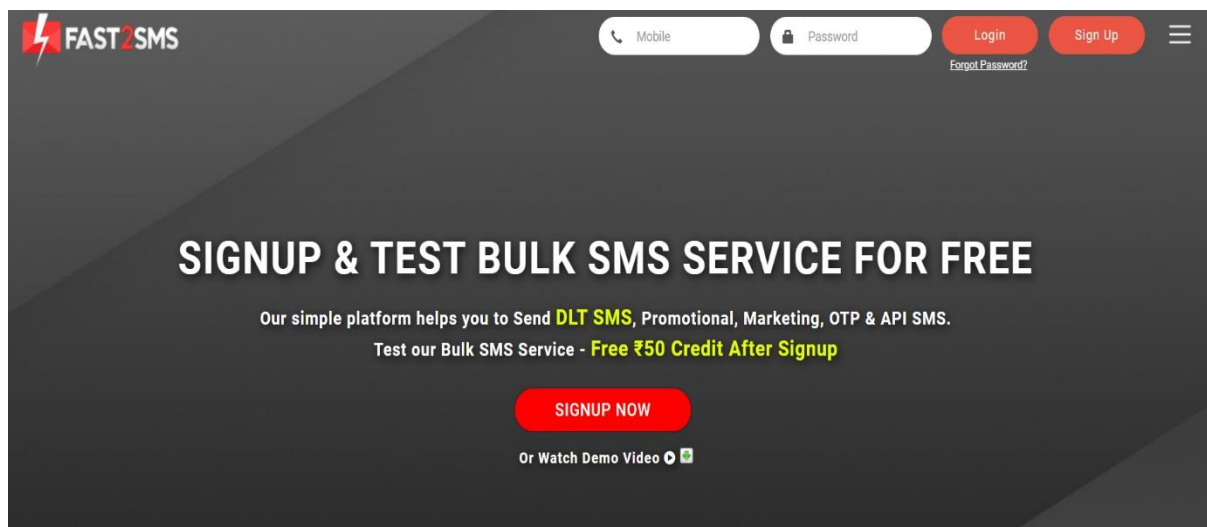 FAST2SMS
Mobile
Password
Login
Sign Up
Forgot Password?
SIGNUP & TEST BULK SMS SERVICE FOR FREE
Our simple platform helps you to Send DLT SMS, Promotional, Marketing, OTP & API SMS.
Test our Bulk SMS Service - Free ₹50 Credit After Signup
SIGNUP NOW
Or Watch Demo Video